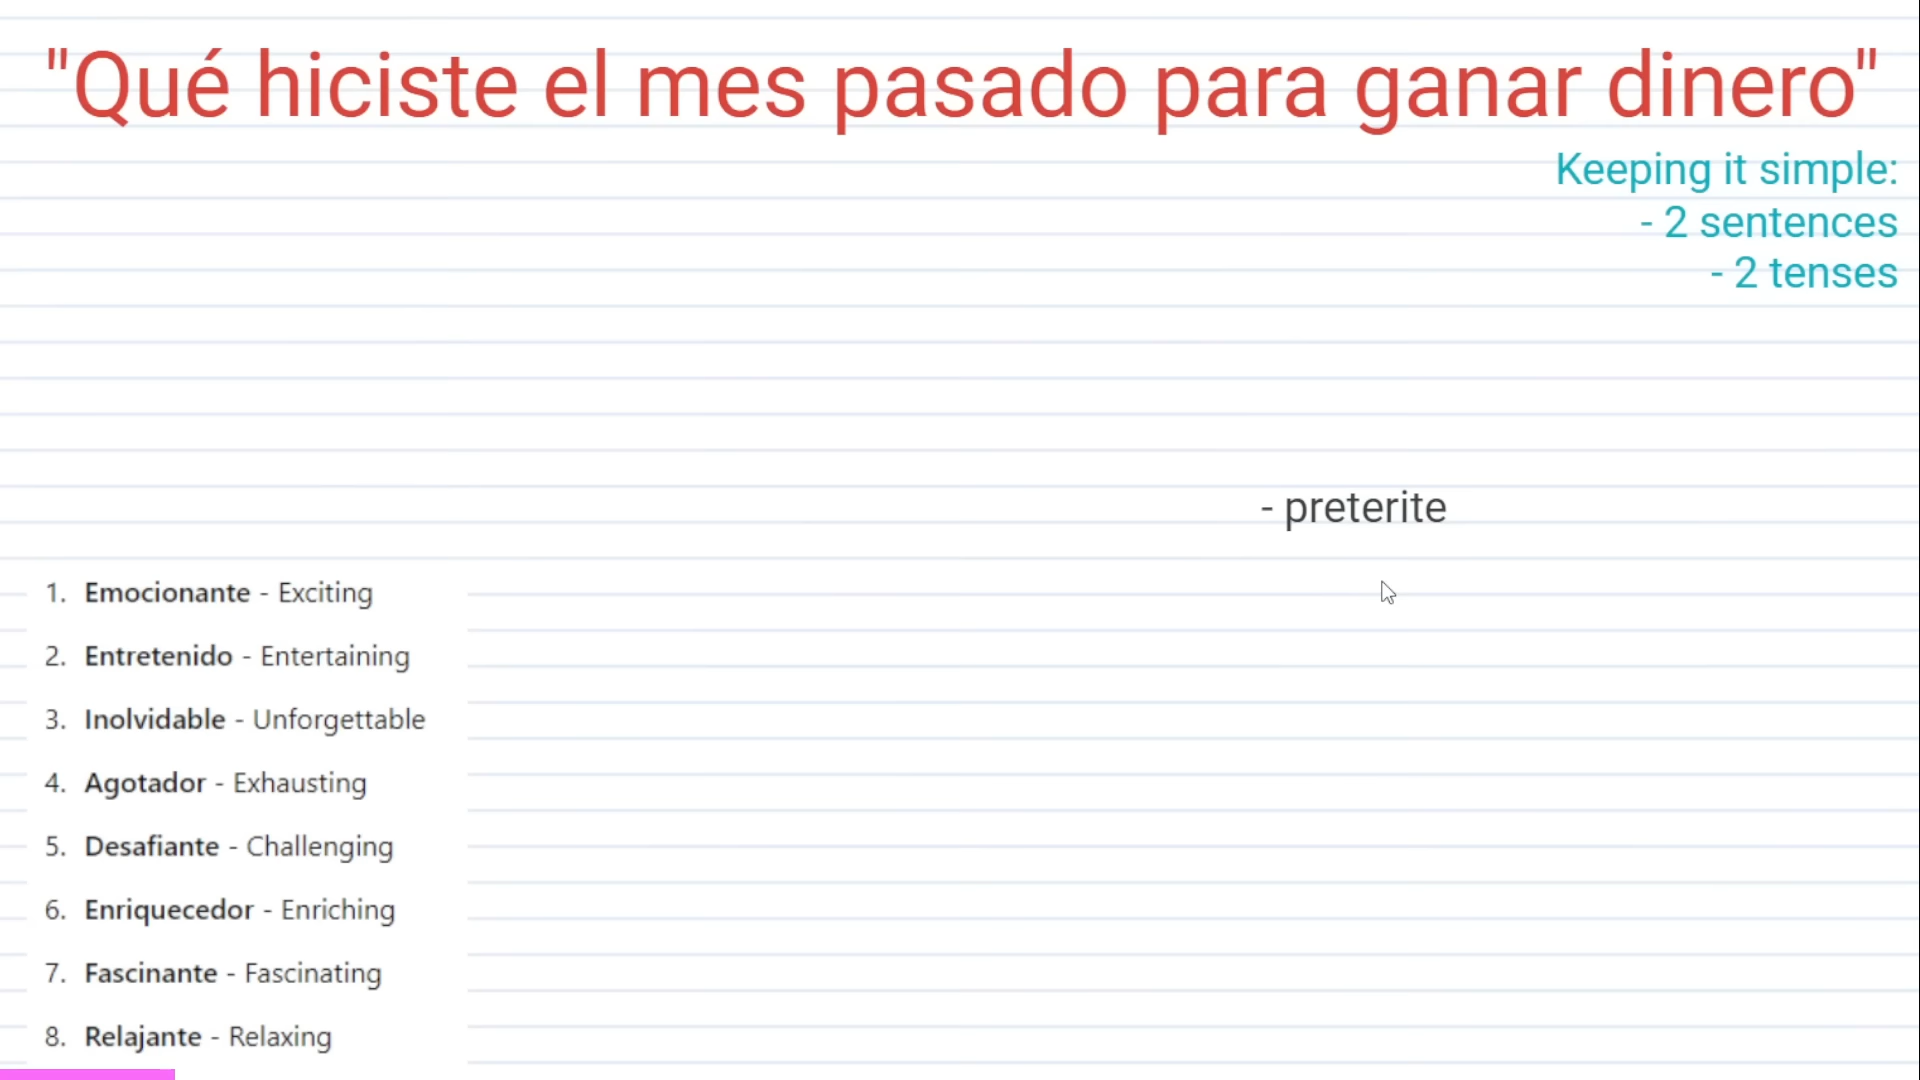 "Qué hiciste el mes pasado para ganar dinero"
Keeping it simple:
- 2 sentences
- 2 tenses
- preterite
1. Emocionante - Exciting
2. Entretenido - Entertaining
3. Inolvidable - Unforgettable
4. Agotador - Exhausting
5. Desafiante - Challenging
6. Enriquecedor - Enriching
7. Fascinante - Fascinating
8. Relajante - Relaxing